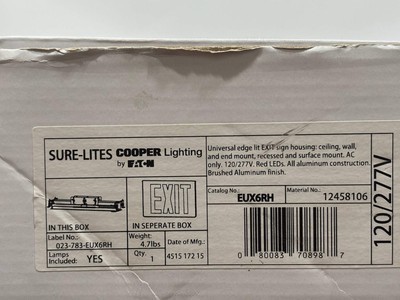 SURE-LITES COOPER Lighting
by EATON
Universal edge lit EXIT sign housing: ceiling, wall,
and end mount, recessed and surface mount. AC
only. 120/277V. Red LEDs. All aluminum construction.
Brushed Aluminum finish.
EXIT
IN THIS BOX
IN SEPERATE BOX
Catalog No.:
EUX6RH
Material No.:
12458106
Label No.:
023-783-EUX6RH
Weight:
4.7lbs
Date of Mfg.:
Lamps
Included: YES
Qty.
1
4515 172 15
0 80083 70898 7
120/277V